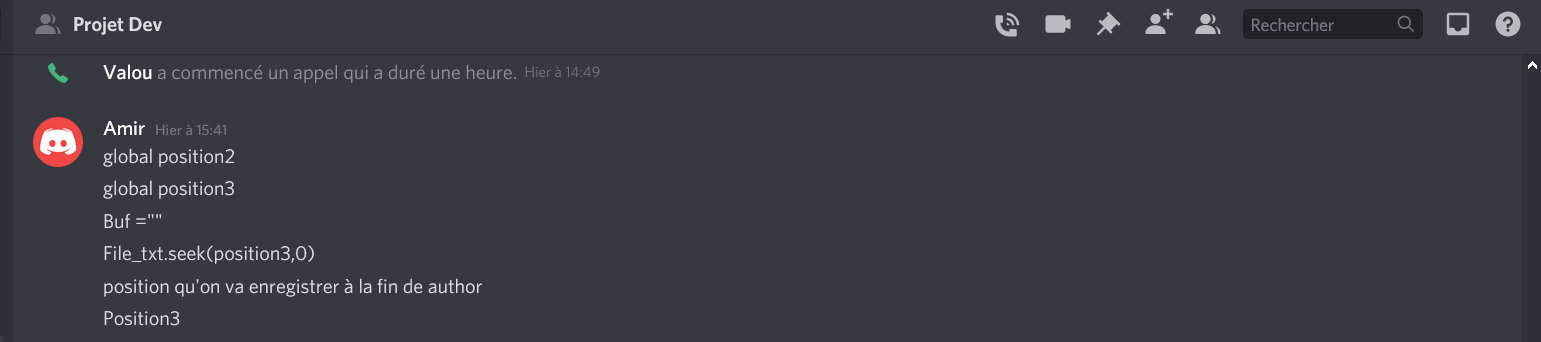 Projet Dev
Rechercher
Valou a commencé un appel qui a duré une heure. Hier à 14:49
Amir Hier à 15:41
global position2
global position3
Buf =""
File_txt.seek(position3,0)
position qu'on va enregistrer à la fin de author
Position3